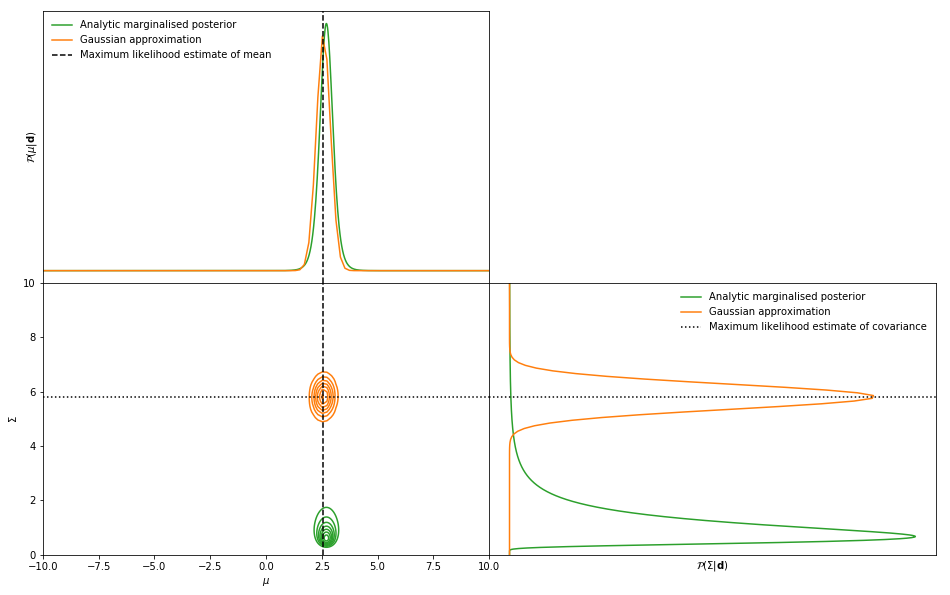 Analytic marginalised posterior
Gaussian approximation
Maximum likelihood estimate of mean
𝒫(μ|𝐝)
10
8
6
4
2
0
Σ
Analytic marginalised posterior
Gaussian approximation
Maximum likelihood estimate of covariance
−10.0 −7.5 −5.0 −2.5 0.0 2.5 5.0 7.5 10.0
μ
𝒫(Σ|𝐝)